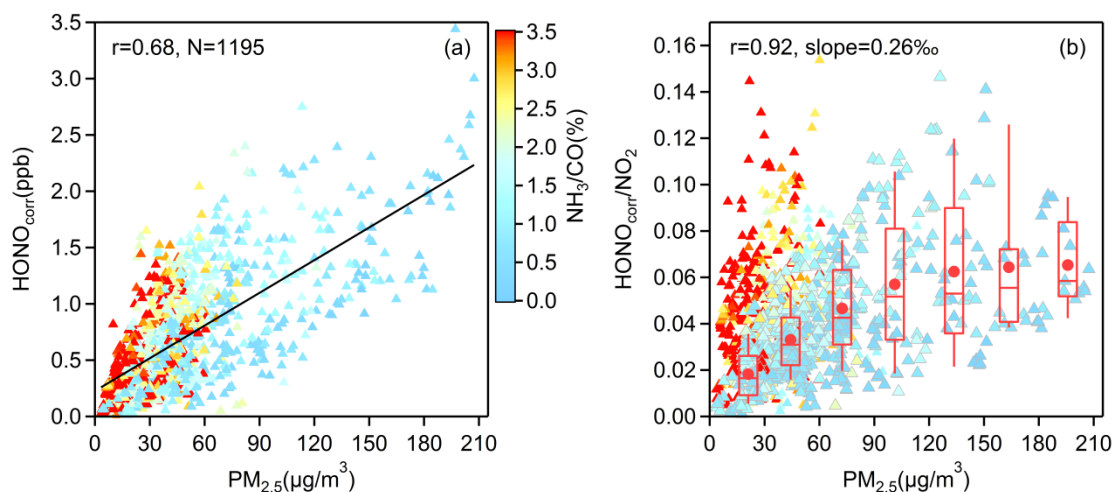 r=0.68, N=1195
(a)
3.5
3.0
2.5
2.0
1.5
1.0
0.5
0.0
HONOcorr(ppb)
0 30 60 90 120 150 180 210
PM2.5(µg/m3)
3.5
3.0
2.5
2.0
1.5
1.0
0.5
0.0
NH3/CO(%)
r=0.92, slope=0.26‰
(b)
0.16
0.14
0.12
0.10
0.08
0.06
0.04
0.02
0.00
HONOcorr/NO2
0 30 60 90 120 150 180 210
PM2.5(µg/m3)